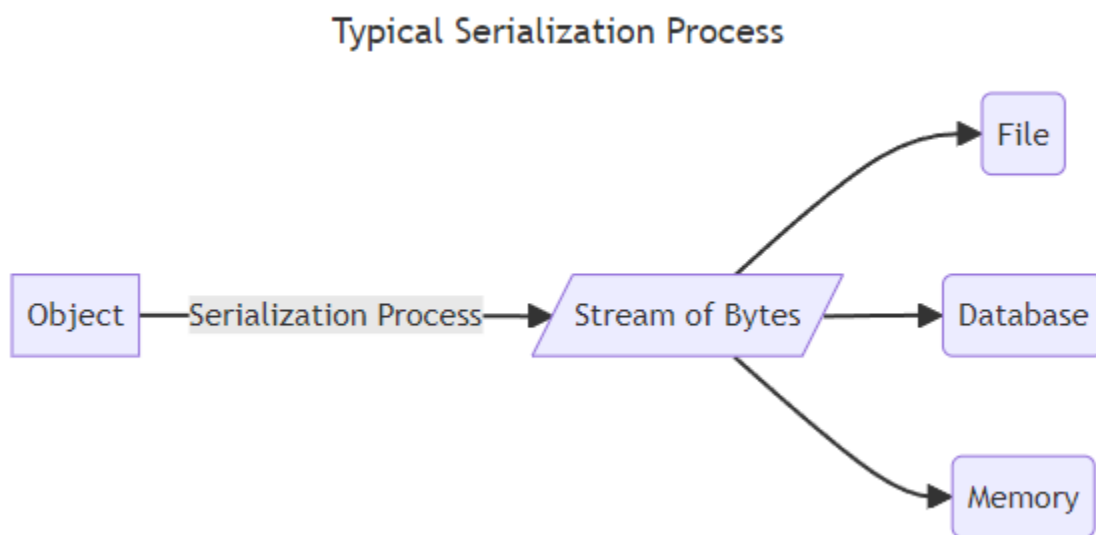 Typical Serialization Process
File
Object
Serialization Process
Stream of Bytes
Database
Memory